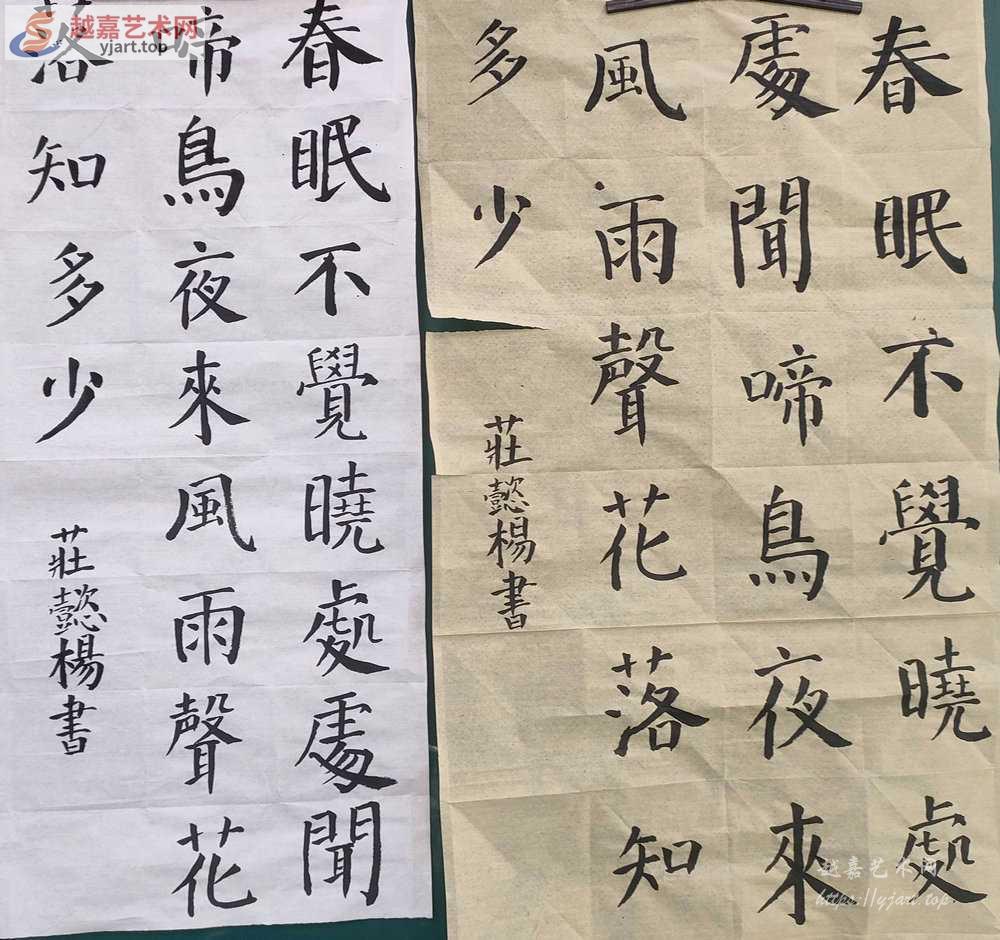 越嘉艺术网
yjart.top
春眠不覺曉處處聞
啼鳥夜來風雨聲花
落知多少
莊懿楊書
春眠不覺曉處
處聞啼鳥夜來
風雨聲花落知
多少
莊懿楊書
越嘉艺术网
https://yjart.top